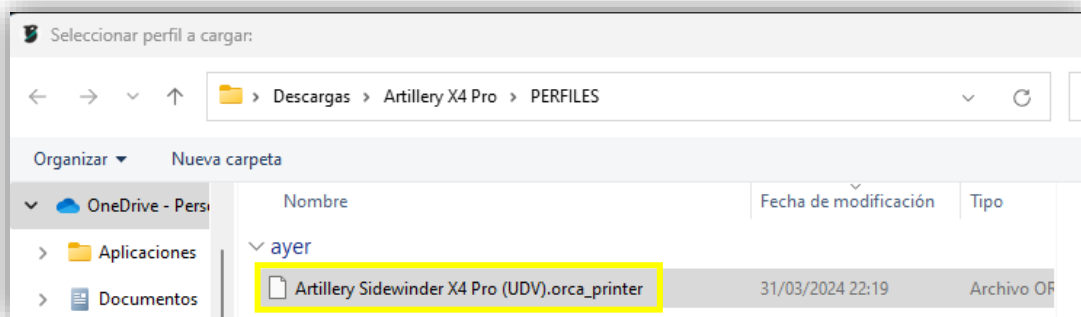 Seleccionar perfil a cargar:
Descargas > Artillery X4 Pro > PERFILES
Organizar Nueva carpeta
OneDrive - Pers
Nombre Fecha de modificación Tipo
Aplicaciones
ayer
Artillery Sidewinder X4 Pro (UDV).orca_printer 31/03/2024 22:19 Archivo OR
Documentos